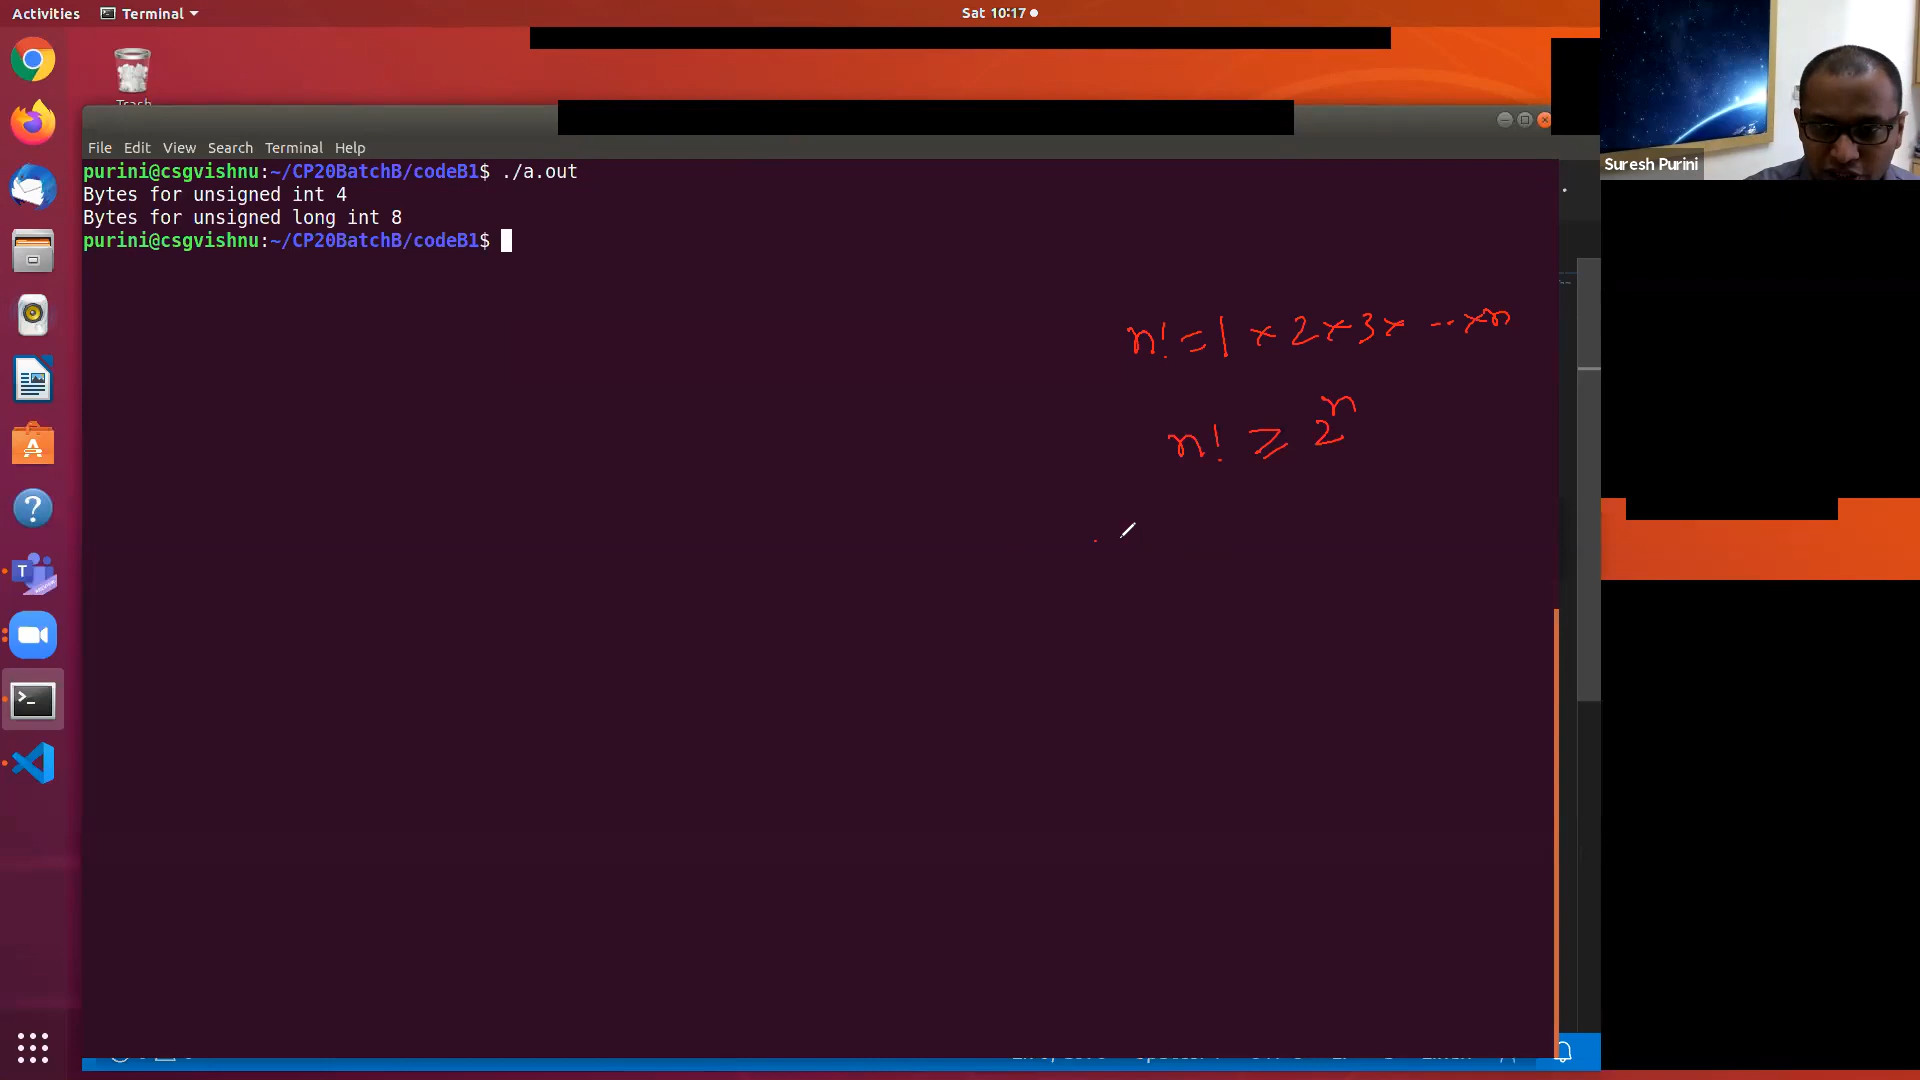 Activities
Terminal
Sat 10:17
Trash
File Edit View Search Terminal Help
purini@csgvishnu:~/CP20BatchB/codeB1$ ./a.out
Bytes for unsigned int 4
Bytes for unsigned long int 8
purini@csgvishnu:~/CP20BatchB/codeB1$
n! = 1 × 2 × 3 × ... × n
n! ≥ 2^n
Suresh Purini